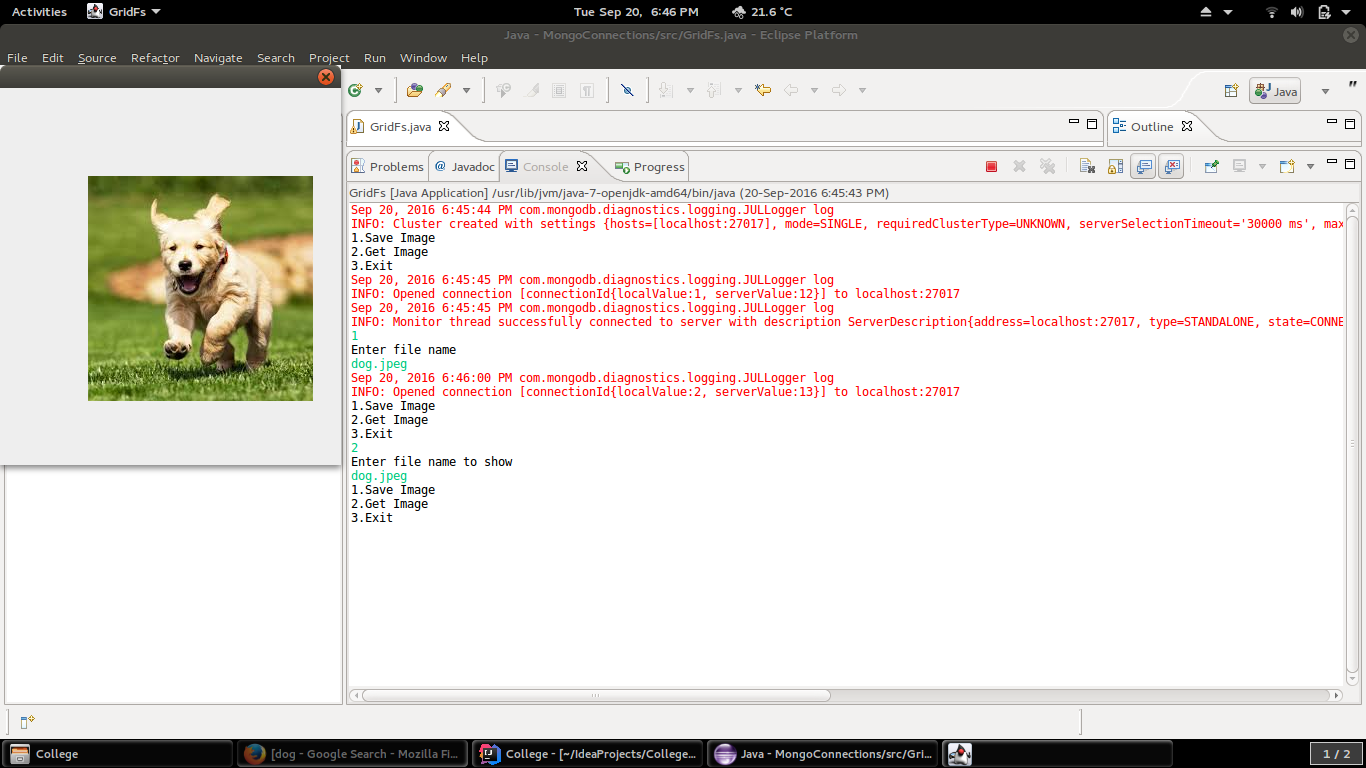 Activities GridFs Tue Sep 20, 6:46 PM 21.6 °C
Java - MongoConnections/src/GridFs.java - Eclipse Platform
File Edit Source Refactor Navigate Search Project Run Window Help
Java
GridFs.java Outline
Problems @ Javadoc Console Progress
GridFs [Java Application] /usr/lib/jvm/java-7-openjdk-amd64/bin/java (20-Sep-2016 6:45:43 PM)
Sep 20, 2016 6:45:44 PM com.mongodb.diagnostics.logging.JULLogger log
INFO: Cluster created with settings {hosts=[localhost:27017], mode=SINGLE, requiredClusterType=UNKNOWN, serverSelectionTimeout='30000 ms', max
1.Save Image
2.Get Image
3.Exit
Sep 20, 2016 6:45:45 PM com.mongodb.diagnostics.logging.JULLogger log
INFO: Opened connection [connectionId{localValue:1, serverValue:12}] to localhost:27017
Sep 20, 2016 6:45:45 PM com.mongodb.diagnostics.logging.JULLogger log
INFO: Monitor thread successfully connected to server with description ServerDescription{address=localhost:27017, type=STANDALONE, state=CONNE
1
Enter file name
dog.jpeg
Sep 20, 2016 6:46:00 PM com.mongodb.diagnostics.logging.JULLogger log
INFO: Opened connection [connectionId{localValue:2, serverValue:13}] to localhost:27017
1.Save Image
2.Get Image
3.Exit
2
Enter file name to show
dog.jpeg
1.Save Image
2.Get Image
3.Exit
College [dog - Google Search - Mozilla Fi... College - [~/IdeaProjects/College... Java - MongoConnections/src/Gri... 1 / 2